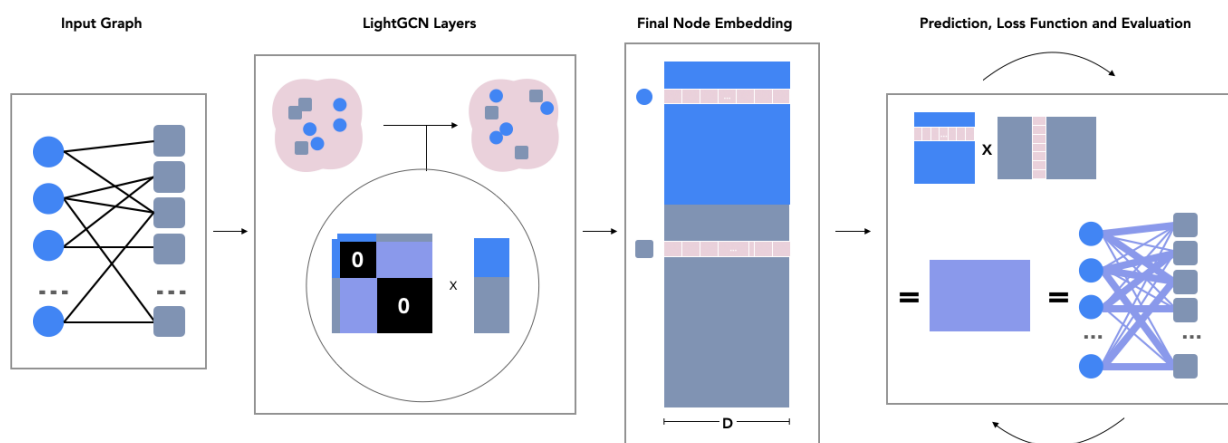 Input Graph
LightGCN Layers
Final Node Embedding
Prediction, Loss Function and Evaluation
0
0
x
D
X
=
=